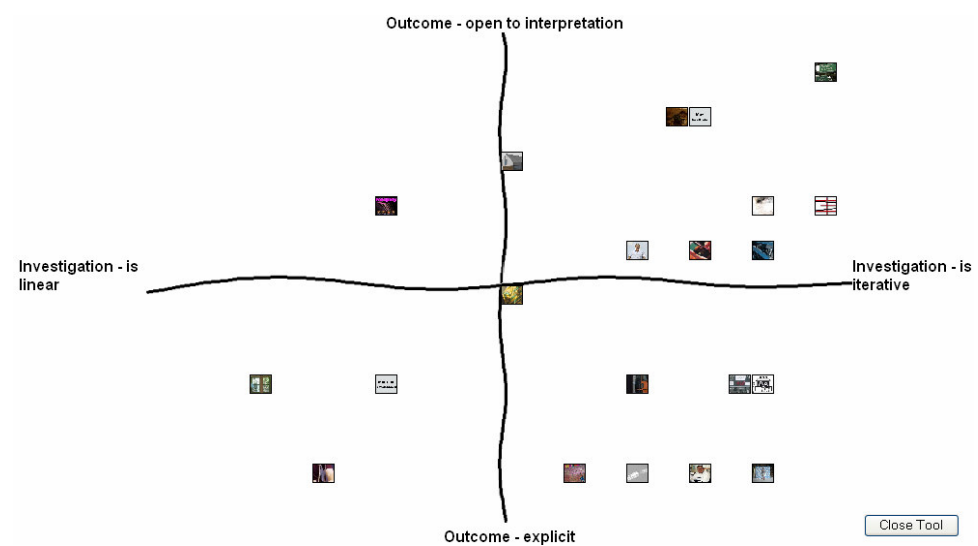 Outcome - open to interpretation
Investigation - is
linear
Investigation - is
iterative
Outcome - explicit
Close Tool